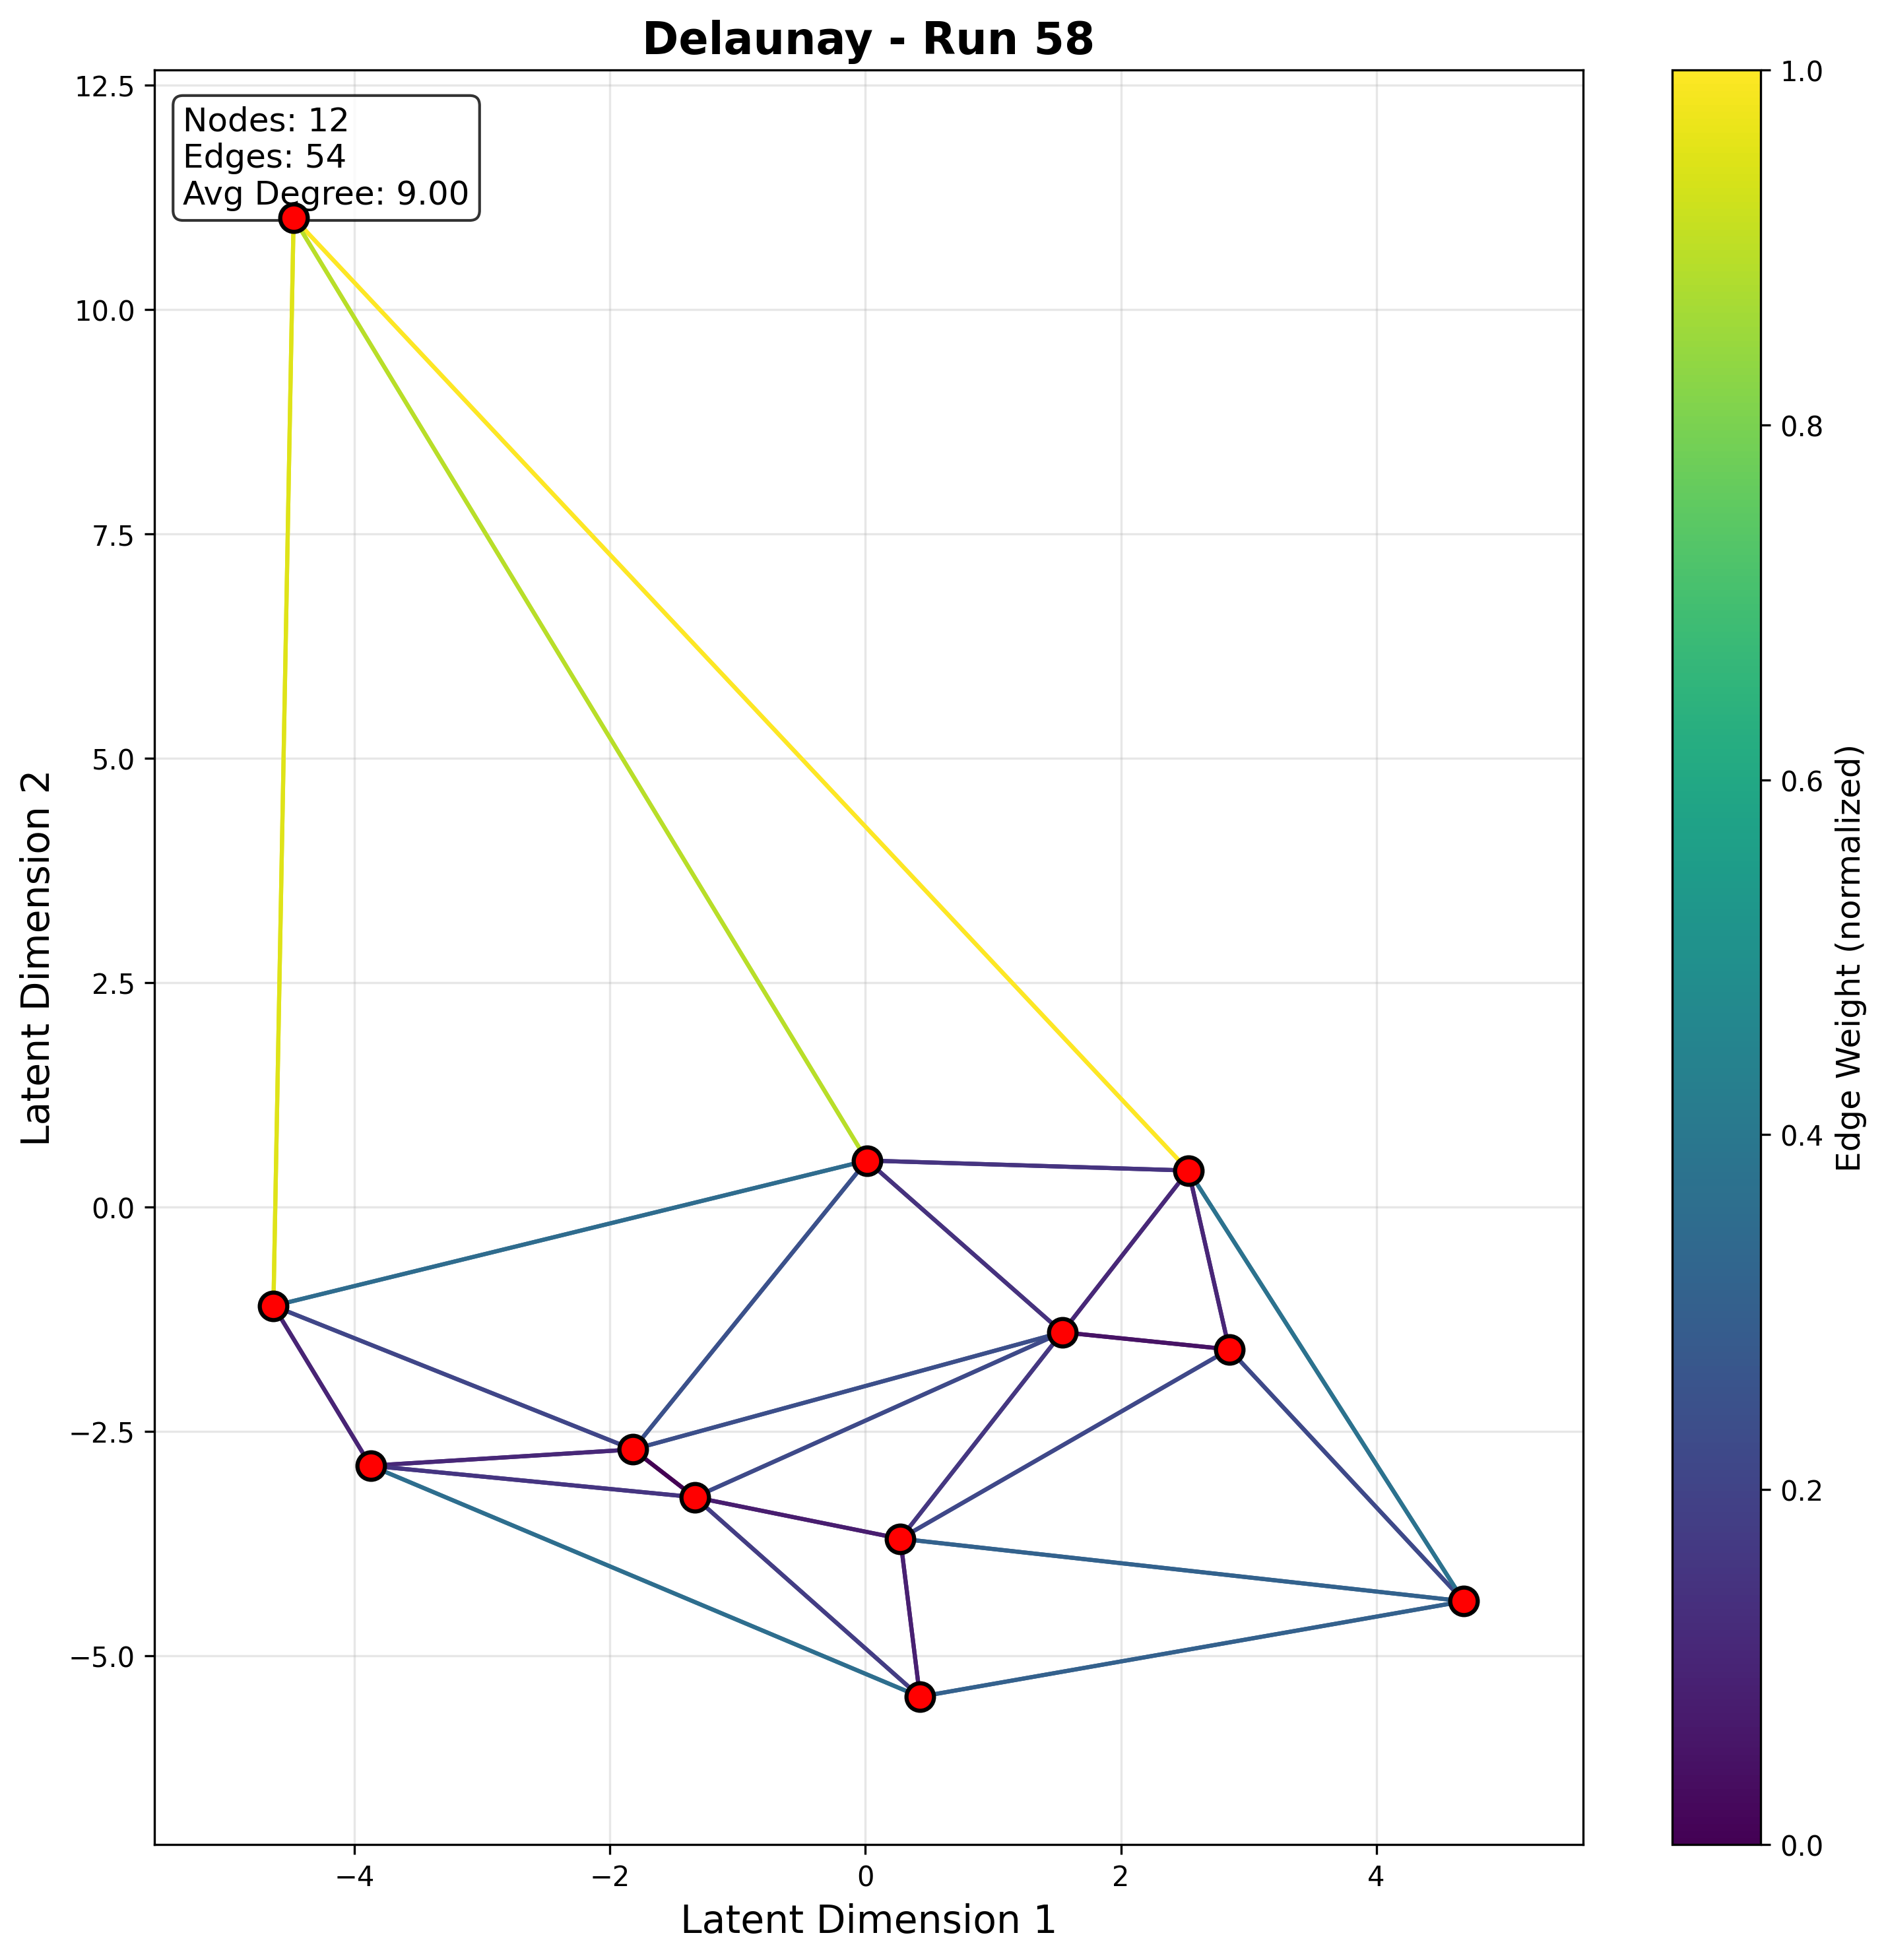 Delaunay - Run 58
Nodes: 12
Edges: 54
Avg Degree: 9.00
12.5
10.0
7.5
5.0
2.5
0.0
−2.5
−5.0
Latent Dimension 2
−4
−2
0
2
4
Latent Dimension 1
1.0
0.8
0.6
0.4
0.2
0.0
Edge Weight (normalized)